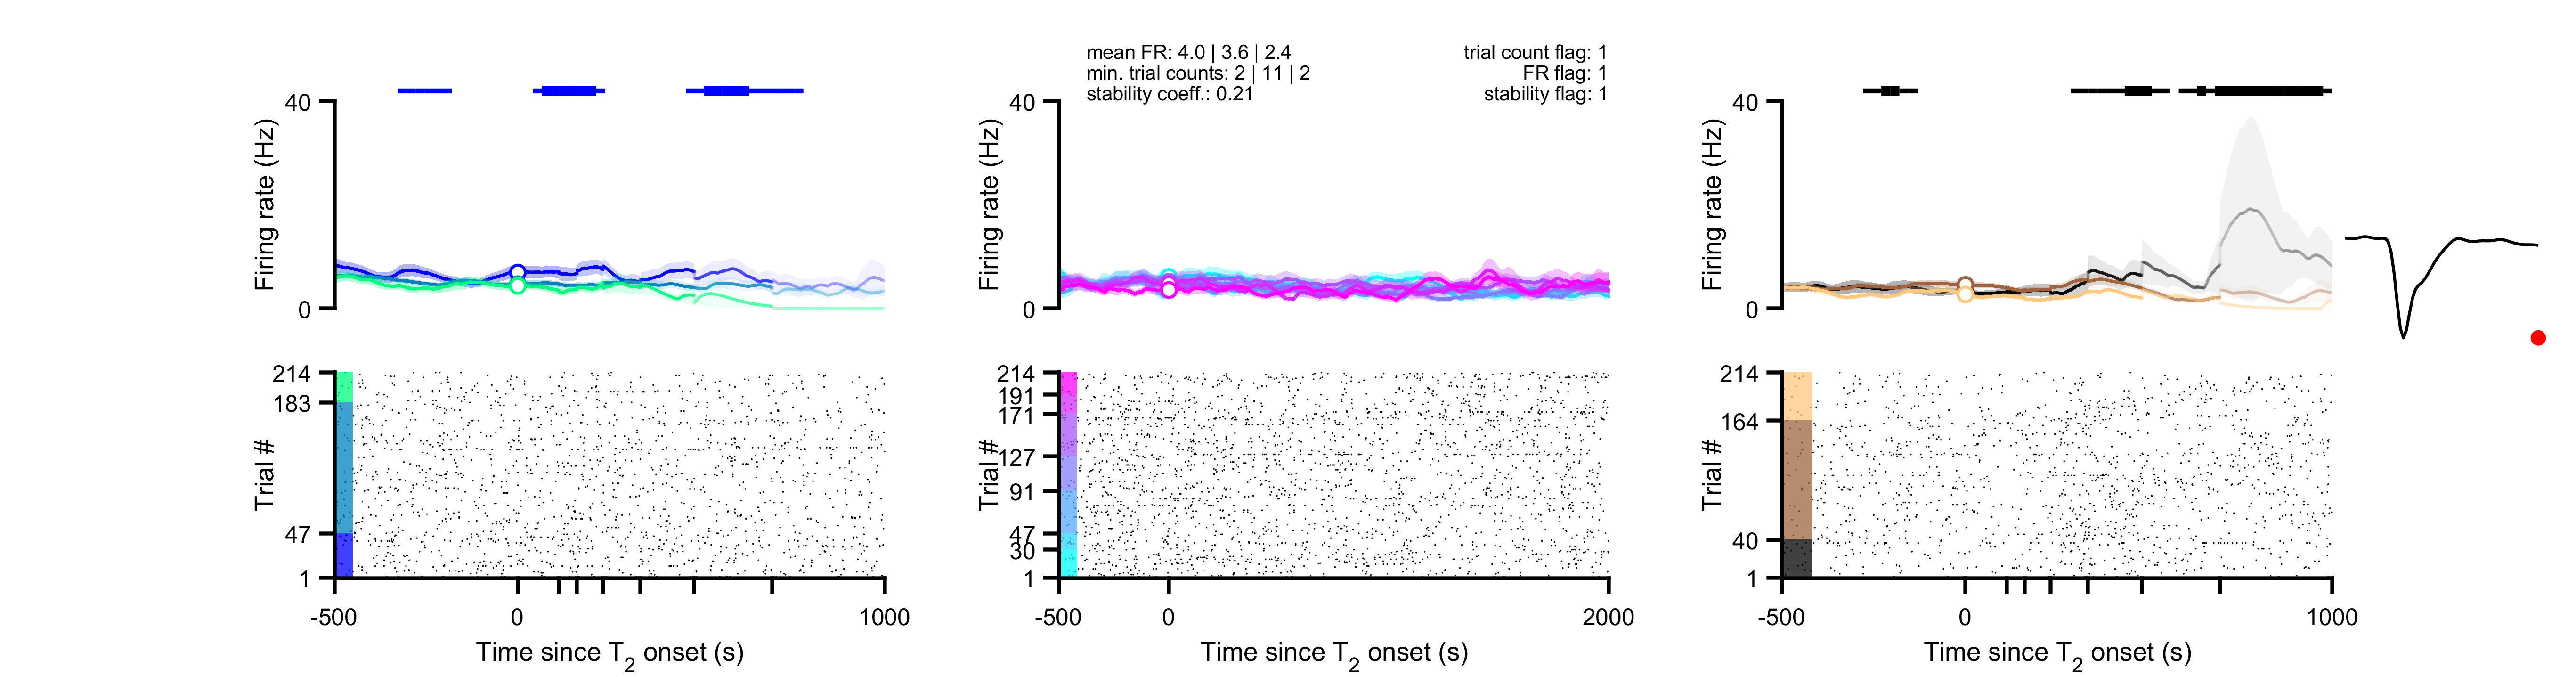 mean FR: 4.0 | 3.6 | 2.4
min. trial counts: 2 | 11 | 2
stability coeff.: 0.21
trial count flag: 1
FR flag: 1
stability flag: 1
40
0
Firing rate (Hz)
214
183
47
1
Trial #
-500
0
1000
Time since T2 onset (s)
40
0
Firing rate (Hz)
214
191
171
127
91
47
30
1
Trial #
-500
0
2000
Time since T2 onset (s)
40
0
Firing rate (Hz)
214
164
40
1
Trial #
-500
0
1000
Time since T2 onset (s)